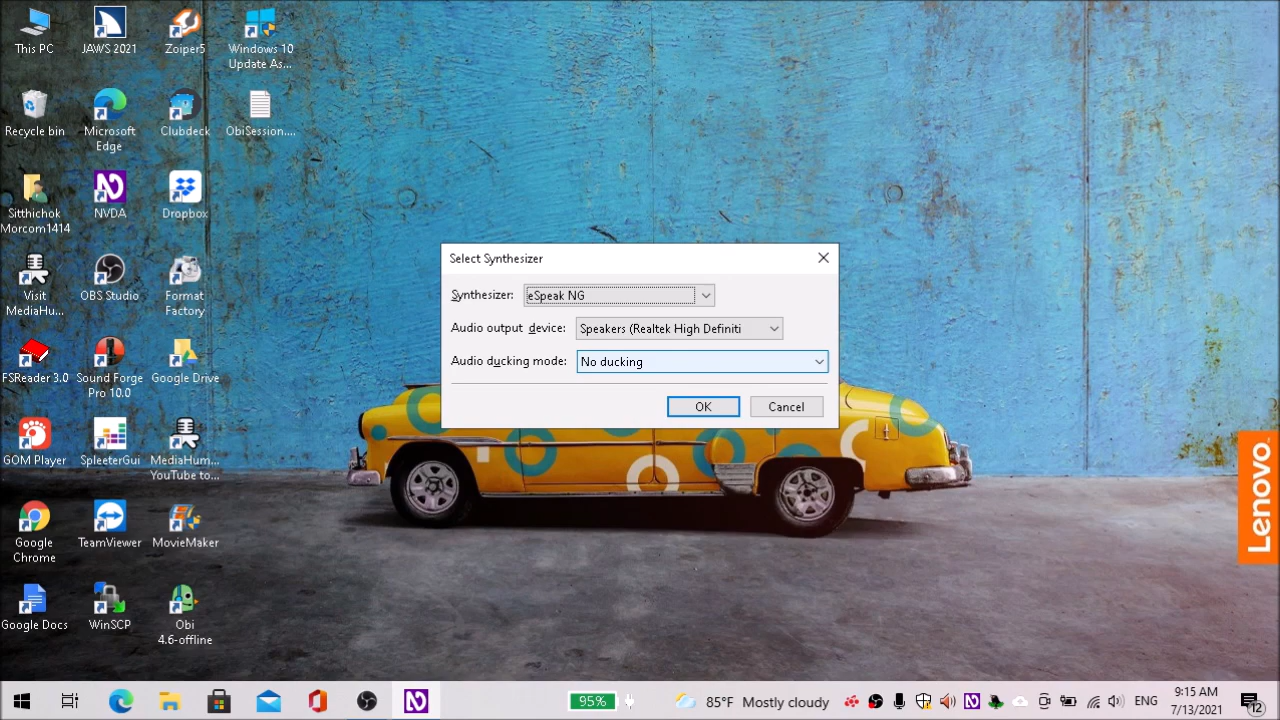 This PC
JAWS 2021
Zoiper5
Windows 10
Update As...
Recycle bin
Microsoft
Edge
Clubdeck
ObiSession....
Sitthichok
Morcom1414
NVDA
Dropbox
Visit
MediaHu...
OBS Studio
Format
Factory
FSReader 3.0
Sound Forge
Pro 10.0
Google Drive
GOM Player
SpleeterGui
MediaHum...
YouTube to...
Google
Chrome
TeamViewer
MovieMaker
Google Docs
WinSCP
Obi
4.6-offline
Select Synthesizer
Synthesizer: eSpeak NG
Audio output device: Speakers (Realtek High Definiti
Audio ducking mode: No ducking
OK Cancel
Lenovo
95%
85°F Mostly cloudy
ENG
9:15 AM
7/13/2021
12